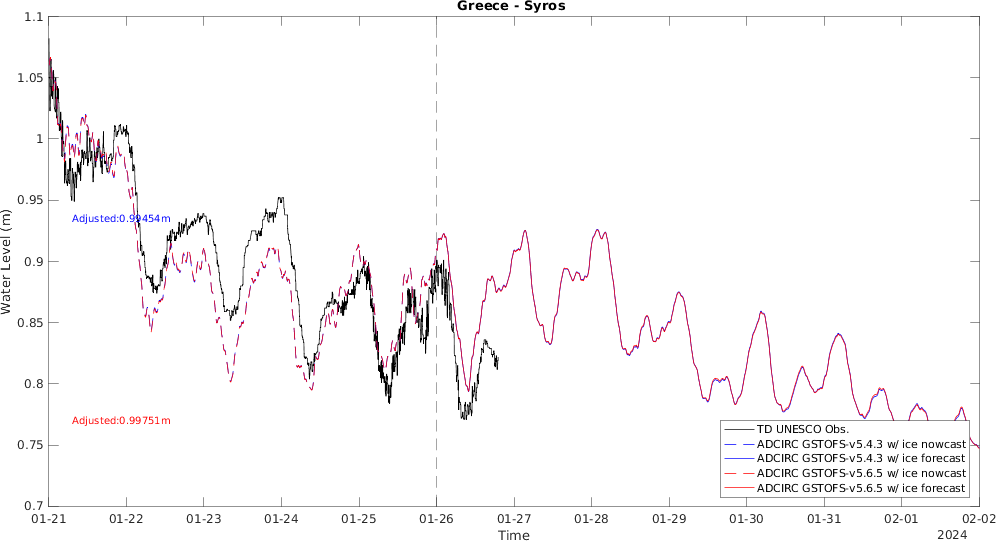 Greece - Syros
1.1
1.05
1
0.95
0.9
0.85
0.8
0.75
0.7
Water Level (m)
Adjusted:0.99454m
Adjusted:0.99751m
TD UNESCO Obs.
ADCIRC GSTOFS-v5.4.3 w/ ice nowcast
ADCIRC GSTOFS-v5.4.3 w/ ice forecast
ADCIRC GSTOFS-v5.6.5 w/ ice nowcast
ADCIRC GSTOFS-v5.6.5 w/ ice forecast
01-21 01-22 01-23 01-24 01-25 01-26 01-27 01-28 01-29 01-30 01-31 02-01 02-02
Time
2024